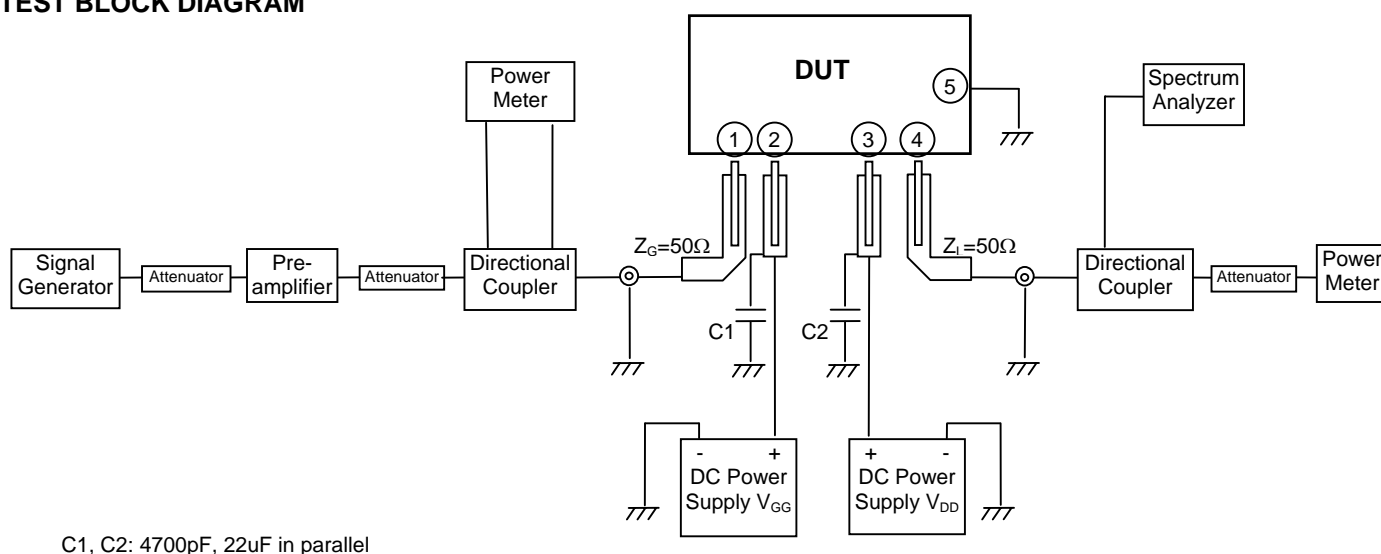 TEST BLOCK DIAGRAM
DUT
Power
Meter
5
Spectrum
Analyzer
1
2
3
4
Z_G=50Ω
Z_L=50Ω
Signal
Generator
Attenuator
Pre-
amplifier
Attenuator
Directional
Coupler
Directional
Coupler
Attenuator
Power
Meter
C1
C2
- +
DC Power
Supply V_GG
+ -
DC Power
Supply V_DD
C1, C2: 4700pF, 22uF in parallel